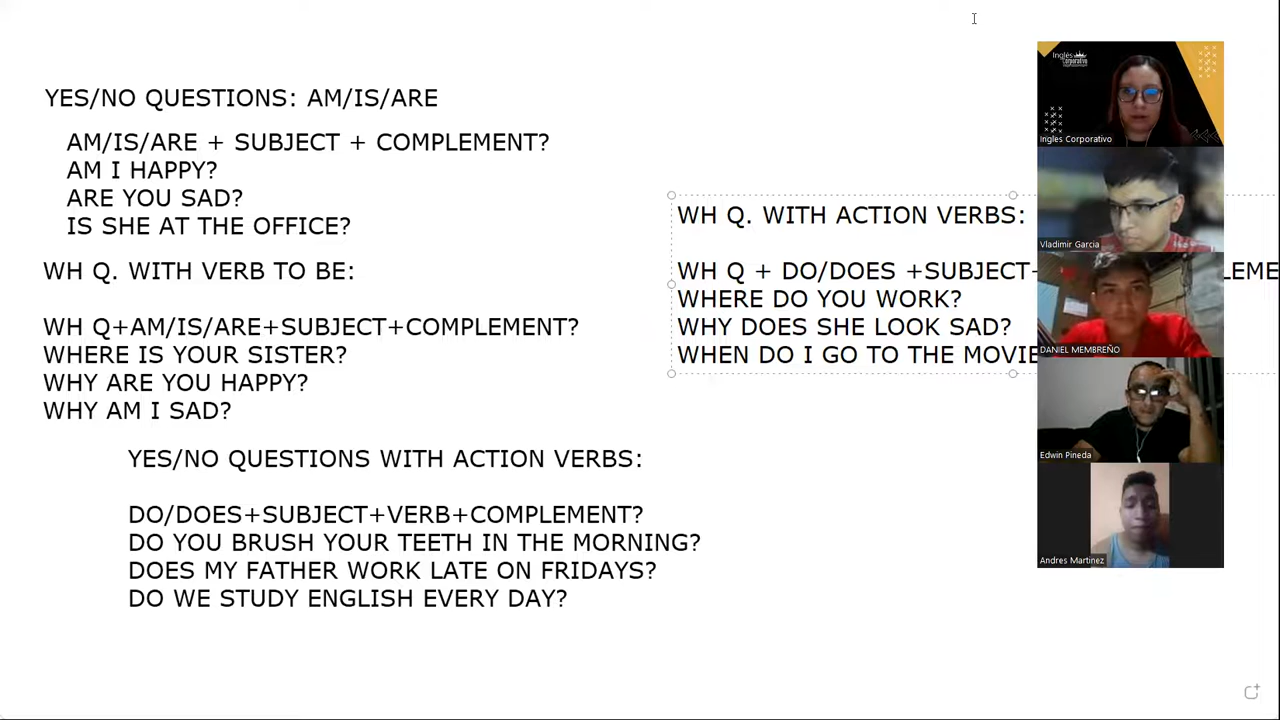 YES/NO QUESTIONS: AM/IS/ARE
AM/IS/ARE + SUBJECT + COMPLEMENT?
AM I HAPPY?
ARE YOU SAD?
IS SHE AT THE OFFICE?
WH Q. WITH VERB TO BE:
WH Q+AM/IS/ARE+SUBJECT+COMPLEMENT?
WHERE IS YOUR SISTER?
WHY ARE YOU HAPPY?
WHY AM I SAD?
YES/NO QUESTIONS WITH ACTION VERBS:
DO/DOES+SUBJECT+VERB+COMPLEMENT?
DO YOU BRUSH YOUR TEETH IN THE MORNING?
DOES MY FATHER WORK LATE ON FRIDAYS?
DO WE STUDY ENGLISH EVERY DAY?
WH Q. WITH ACTION VERBS:
WH Q + DO/DOES +SUBJECT+ LEME
WHERE DO YOU WORK?
WHY DOES SHE LOOK SAD?
WHEN DO I GO TO THE MOVIE
Inglés
Corporativo
Ingles Corporativo
Vladimir Garcia
DANIEL MEMBREÑO
Edwin Pineda
Andres Martinez